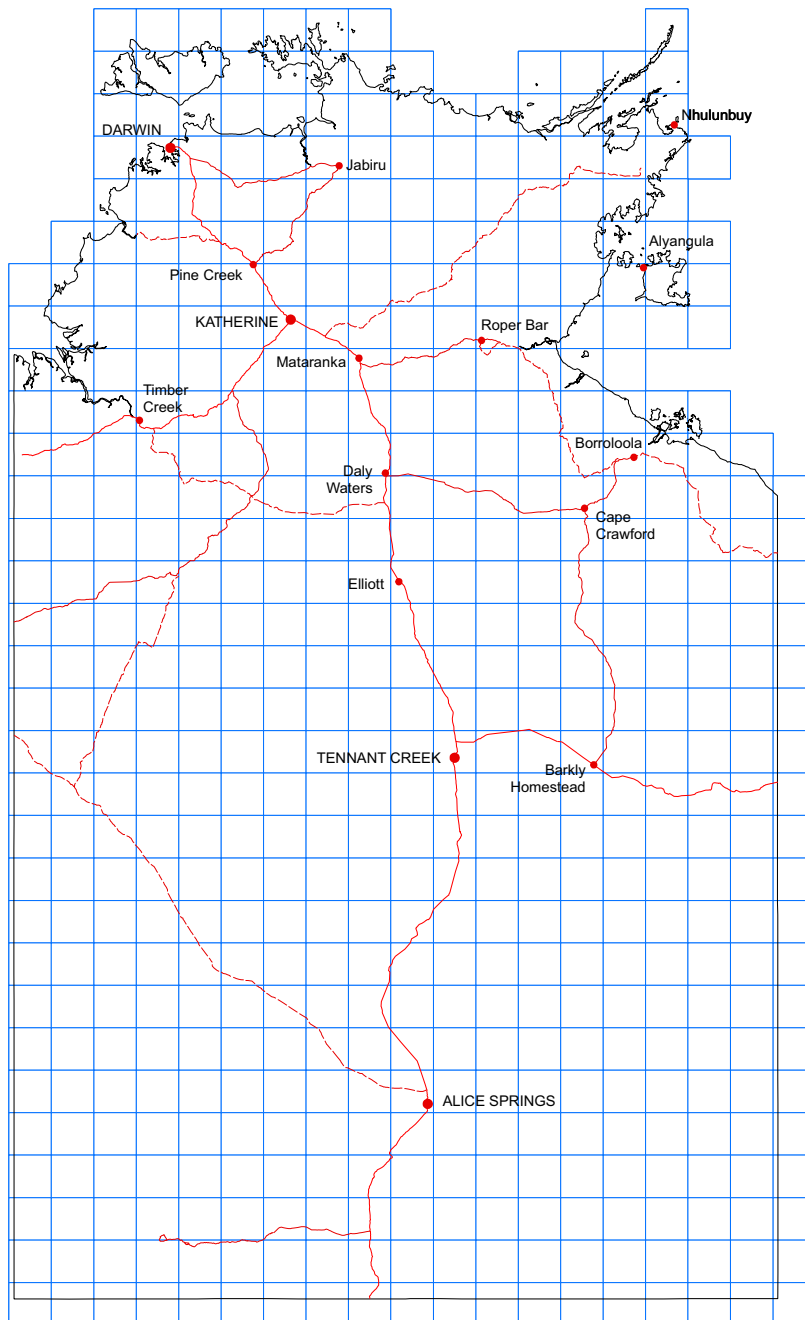 Nhulunbuy
DARWIN
Jabiru
Alyangula
Pine Creek
KATHERINE
Roper Bar
Mataranka
Timber
Creek
Borroloola
Daly
Waters
Cape
Crawford
Elliott
TENNANT CREEK
Barkly
Homestead
ALICE SPRINGS